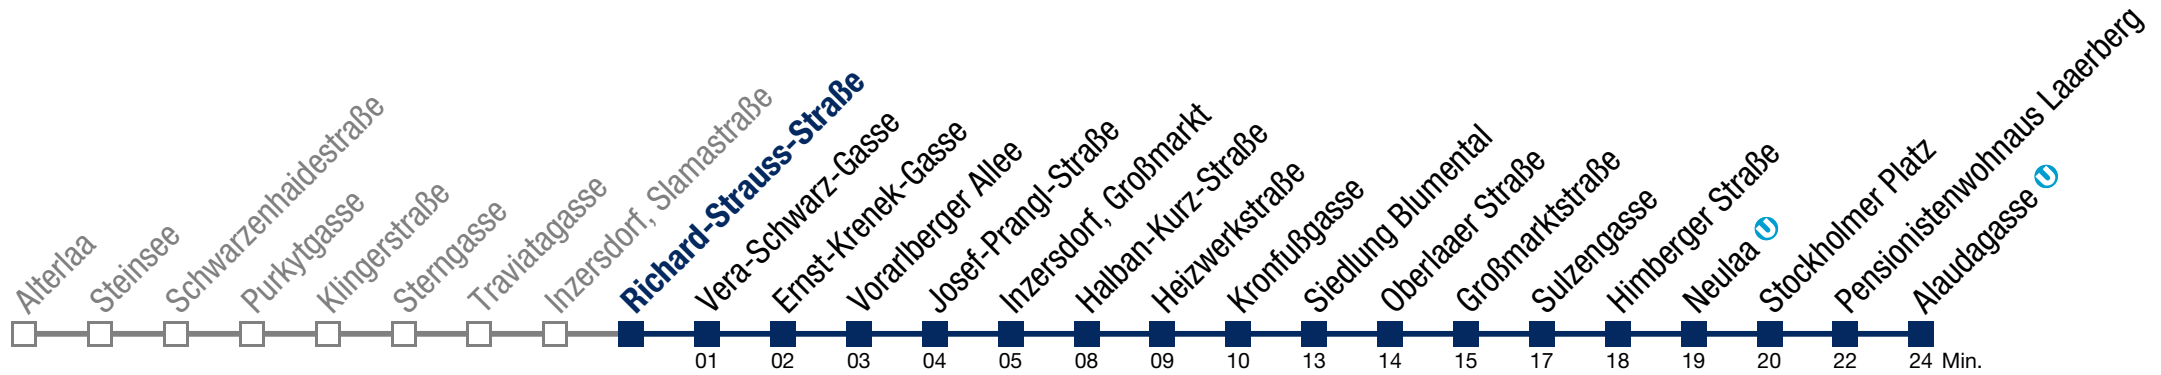 Alterlaa
Steinsee
Schwarzenhaidestraße
Purkytgasse
Klingerstraße
Sterngasse
Traviatagasse
Inzersdorf, Slamastraße
Richard-Strauss-Straße
Vera-Schwarz-Gasse
Ernst-Krenek-Gasse
Vorarlberger Allee
Josef-Prangl-Straße
Inzersdorf, Großmarkt
Halban-Kurz-Straße
Heizwerkstraße
Kronfußgasse
Siedlung Blumental
Oberlaaer Straße
Großmarktstraße
Sulzengasse
Himberger Straße
Neulaa U
Stockholmer Platz
Pensionistenwohnaus Laaerberg
Alaudagasse U
01 02 03 04 05 08 09 10 13 14 15 17 18 19 20 22 24 Min.